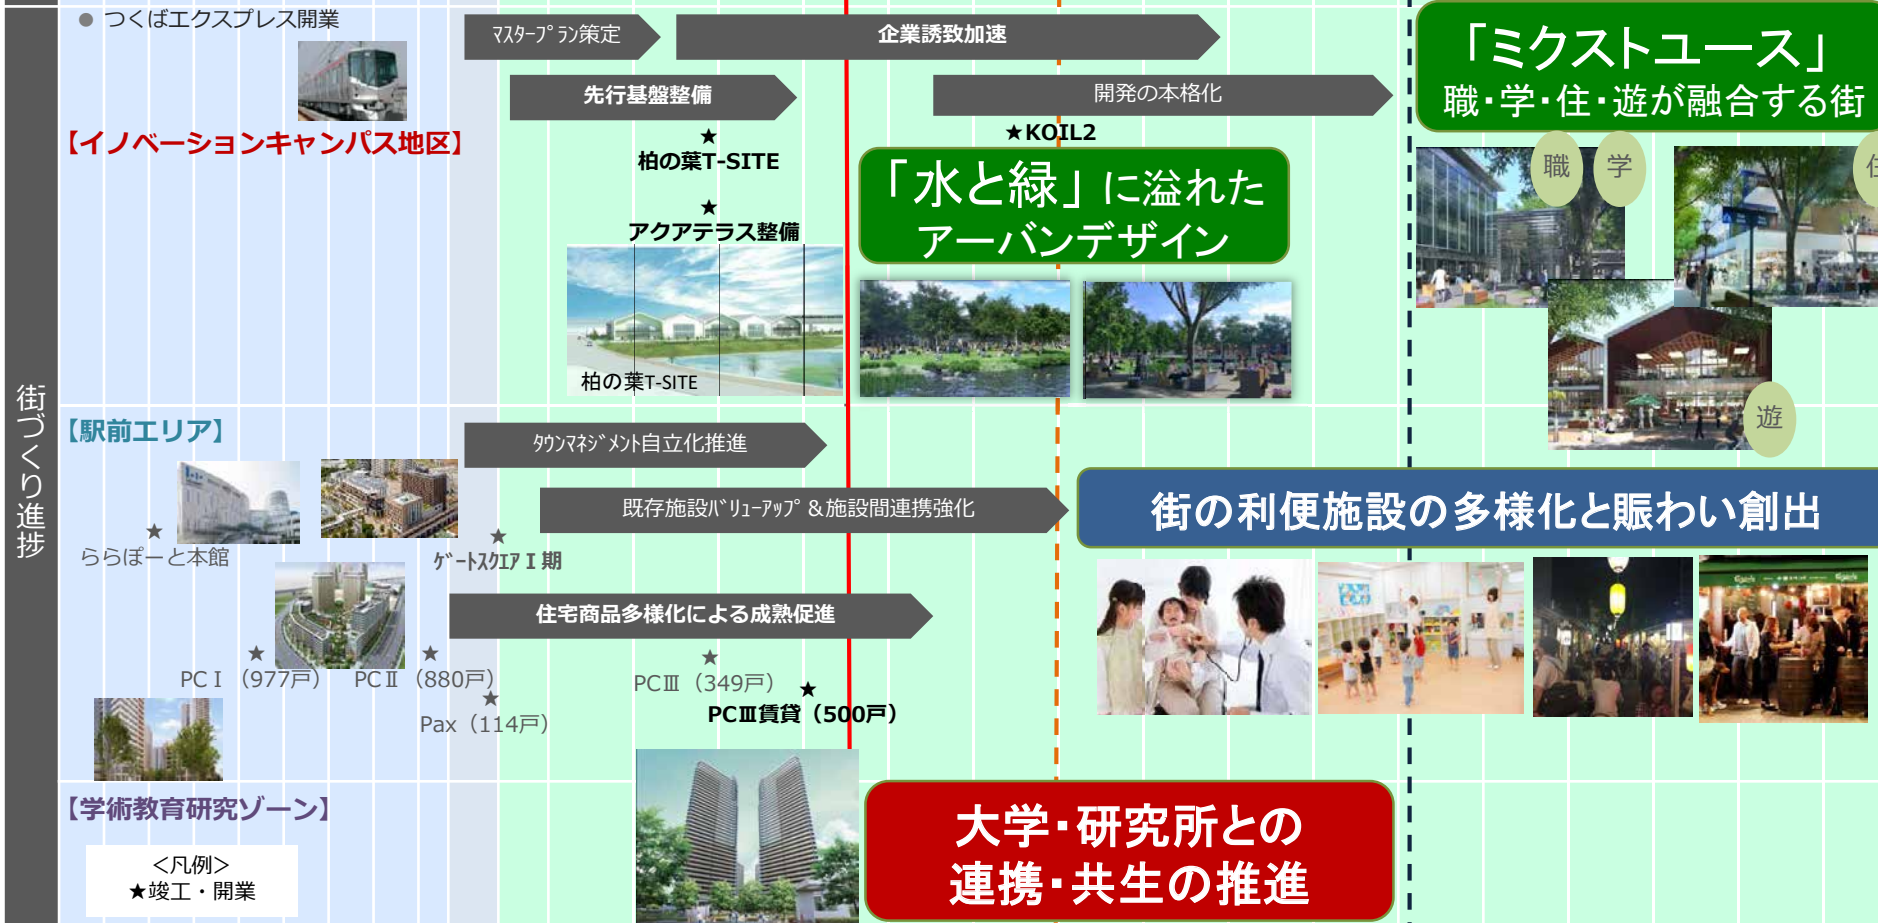 ● つくばエクスプレス開業
ﾏｽﾀｰﾌﾟﾗﾝ策定
企業誘致加速
「ミクストユース」
職・学・住・遊が融合する街
先行基盤整備
開発の本格化
【イノベーションキャンパス地区】
★
柏の葉T-SITE
★KOIL2
職
学
住
「水と緑」に溢れた
アーバンデザイン
★
アクアテラス整備
柏の葉T-SITE
遊
街づくり進捗
【駅前エリア】
ﾀｳﾝﾏﾈｼﾞﾒﾝﾄ自立化推進
既存施設ﾊﾞﾘｭｰｱｯﾌﾟ＆施設間連携強化
街の利便施設の多様化と賑わい創出
★
ららぽーと本館
★
ｹﾞｰﾄｽｸｴｱⅠ期
住宅商品多様化による成熟促進
★
PCⅠ（977戸）
★
PCⅡ（880戸）
★
Pax（114戸）
★
PCⅢ（349戸）
★
PCⅢ賃貸（500戸）
【学術教育研究ゾーン】
大学・研究所との
連携・共生の推進
＜凡例＞
★竣工・開業